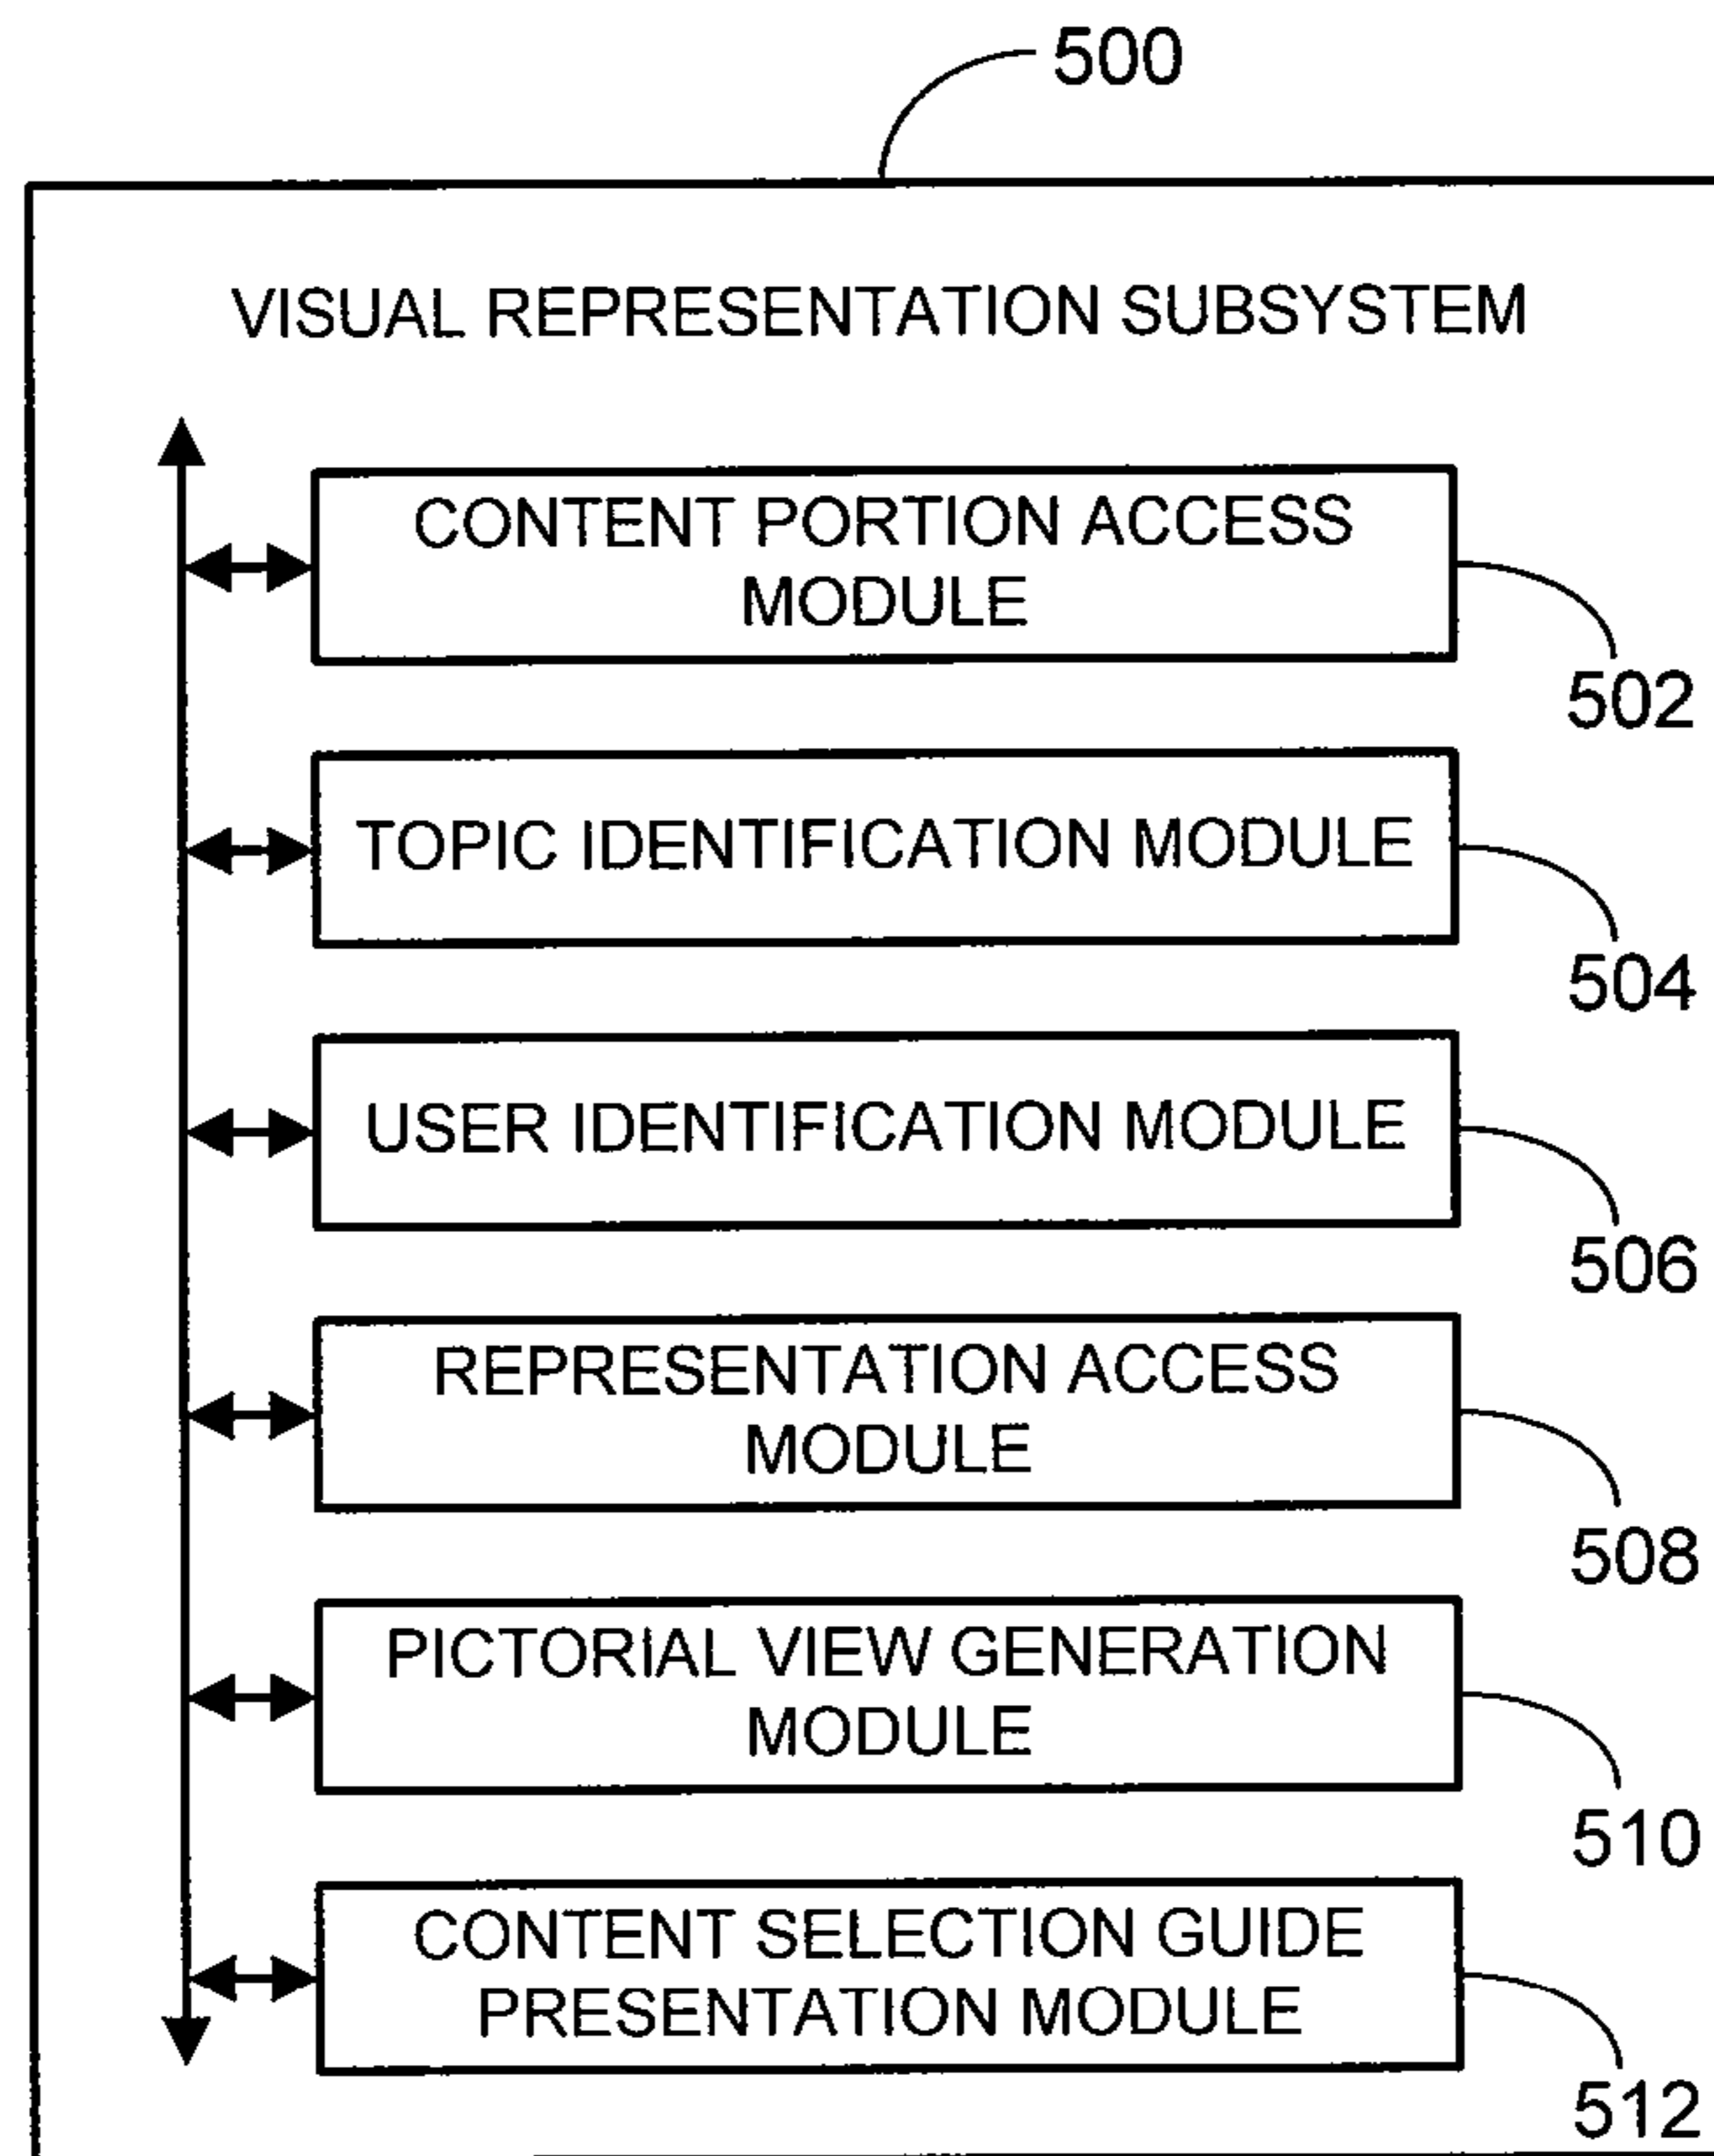 500
VISUAL REPRESENTATION SUBSYSTEM
CONTENT PORTION ACCESS
MODULE
502
TOPIC IDENTIFICATION MODULE
504
USER IDENTIFICATION MODULE
506
REPRESENTATION ACCESS
MODULE
508
PICTORIAL VIEW GENERATION
MODULE
510
CONTENT SELECTION GUIDE
PRESENTATION MODULE
512